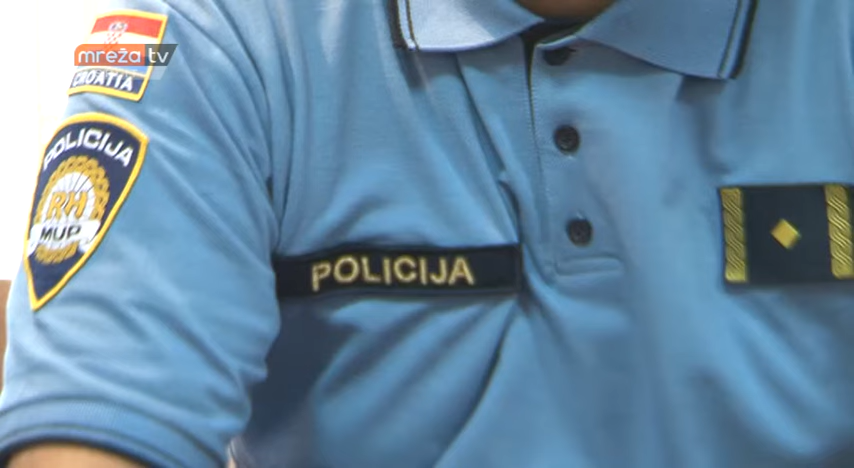 mreža tv
CROATIA
POLICIJA
RH
MUP
POLICIJA